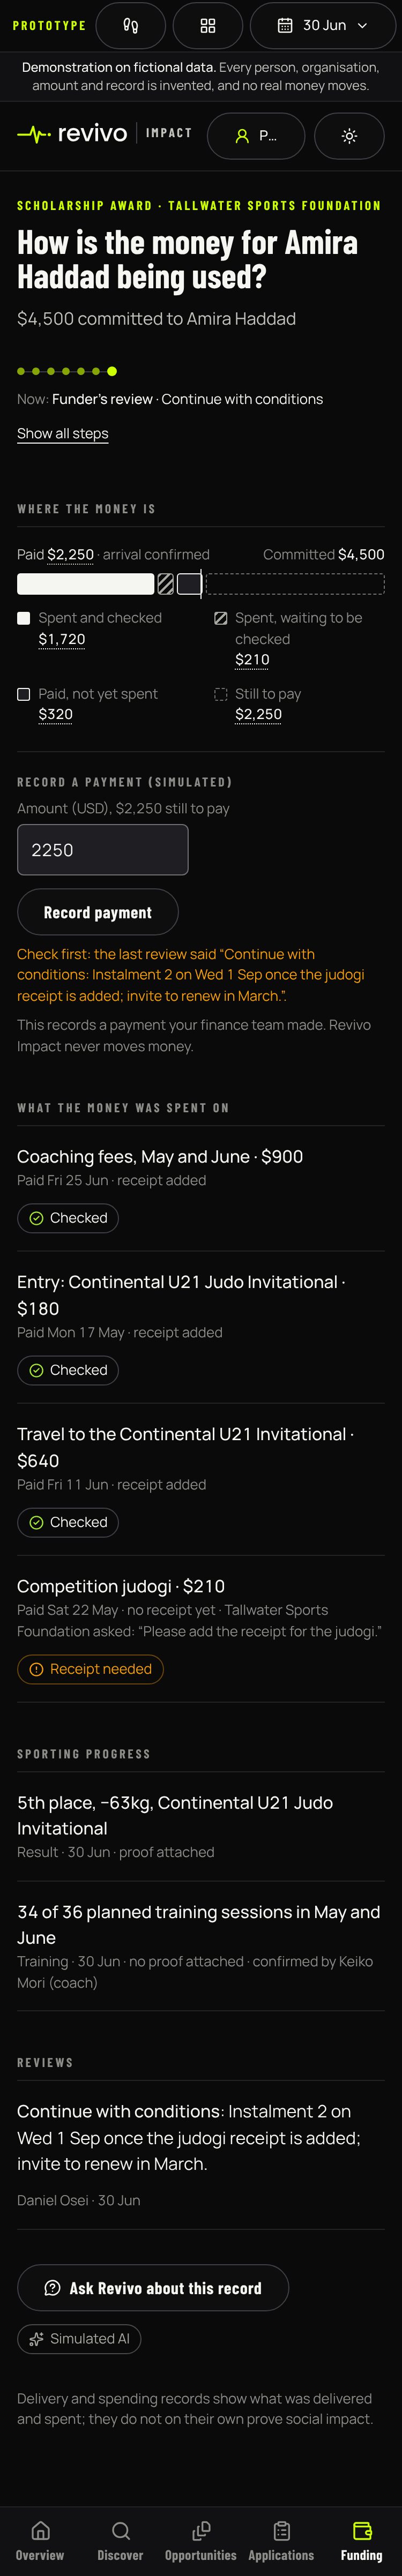 PROTOTYPE
30 Jun
Demonstration on fictional data. Every person, organisation,
amount and record is invented, and no real money moves.
revivo IMPACT
P...
SCHOLARSHIP AWARD · TALLWATER SPORTS FOUNDATION
How is the money for Amira
Haddad being used?
$4,500 committed to Amira Haddad
Now: Funder's review · Continue with conditions
Show all steps
WHERE THE MONEY IS
Paid $2,250 · arrival confirmed
Committed $4,500
Spent and checked
$1,720
Spent, waiting to be
checked
$210
Paid, not yet spent
$320
Still to pay
$2,250
RECORD A PAYMENT (SIMULATED)
Amount (USD), $2,250 still to pay
2250
Record payment
Check first: the last review said “Continue with
conditions: Instalment 2 on Wed 1 Sep once the judogi
receipt is added; invite to renew in March.”.
This records a payment your finance team made. Revivo
Impact never moves money.
WHAT THE MONEY WAS SPENT ON
Coaching fees, May and June · $900
Paid Fri 25 Jun · receipt added
Checked
Entry: Continental U21 Judo Invitational ·
$180
Paid Mon 17 May · receipt added
Checked
Travel to the Continental U21 Invitational ·
$640
Paid Fri 11 Jun · receipt added
Checked
Competition judogi · $210
Paid Sat 22 May · no receipt yet · Tallwater Sports
Foundation asked: “Please add the receipt for the judogi.”
Receipt needed
SPORTING PROGRESS
5th place, −63kg, Continental U21 Judo
Invitational
Result · 30 Jun · proof attached
34 of 36 planned training sessions in May and
June
Training · 30 Jun · no proof attached · confirmed by Keiko
Mori (coach)
REVIEWS
Continue with conditions: Instalment 2 on
Wed 1 Sep once the judogi receipt is added;
invite to renew in March.
Daniel Osei · 30 Jun
Ask Revivo about this record
Simulated AI
Delivery and spending records show what was delivered
and spent; they do not on their own prove social impact.
Overview
Discover
Opportunities
Applications
Funding